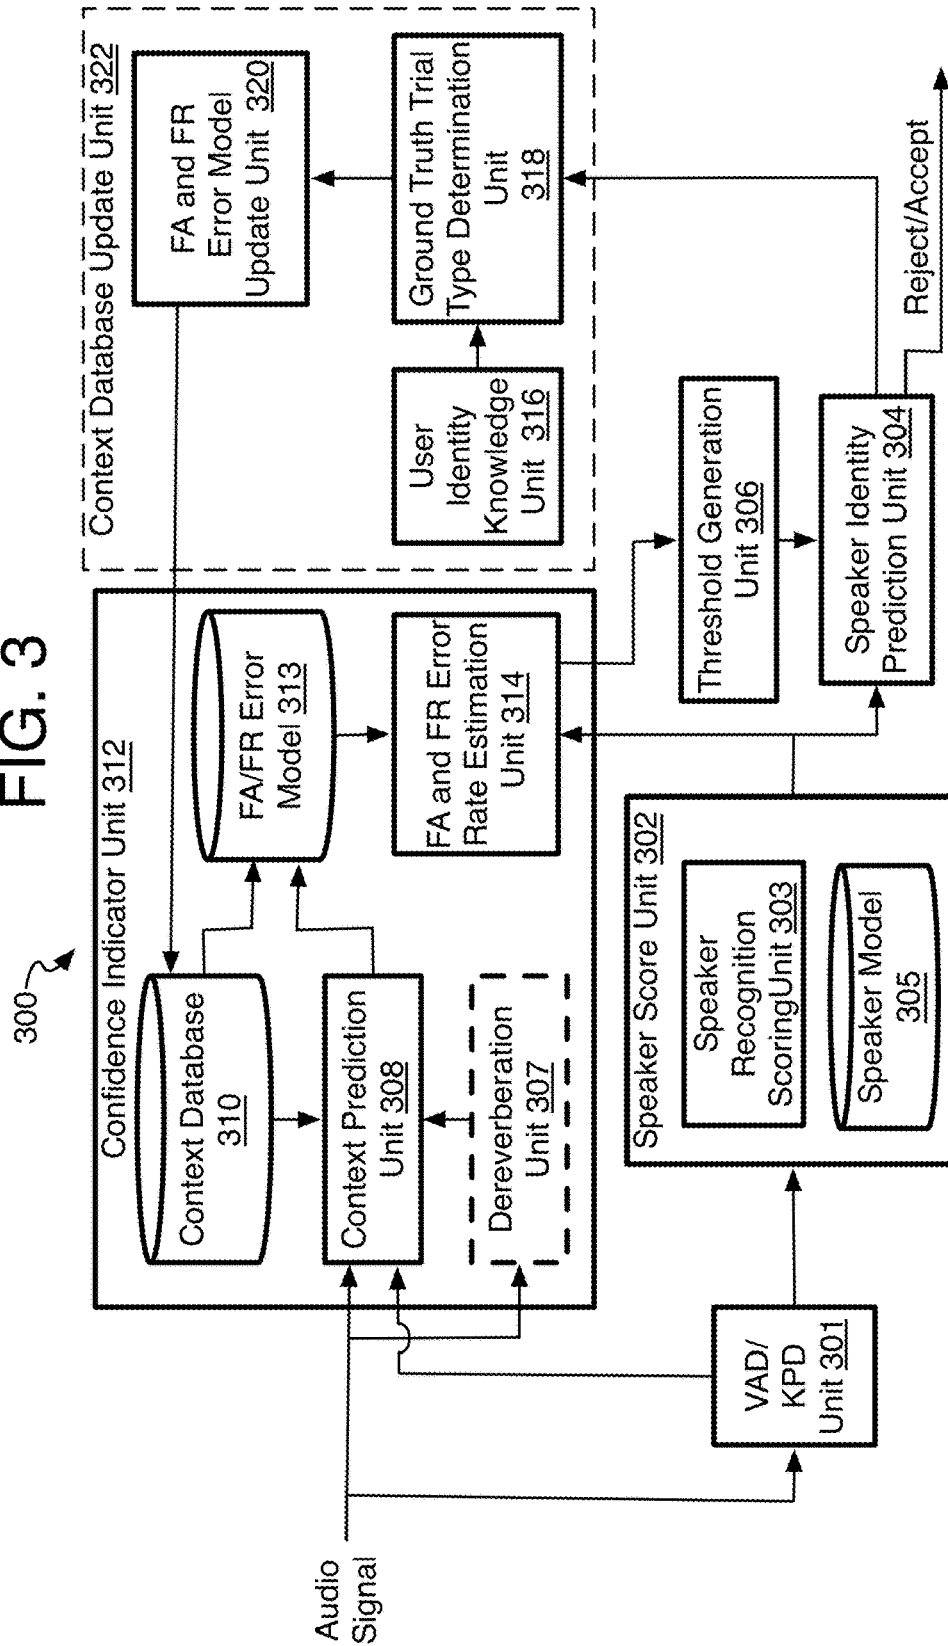 FIG. 3
300
Confidence Indicator Unit 312
Context Database
310
Context Prediction
Unit 308
Dereverberation
Unit 307
FA/FR Error
Model 313
FA and FR Error
Rate Estimation
Unit 314
Context Database Update Unit 322
FA and FR
Error Model
Update Unit 320
User
Identity
Knowledge
Unit 316
Ground Truth Trial
Type Determination
Unit
318
Audio
Signal
VAD/
KPD
Unit 301
Speaker Score Unit 302
Speaker
Recognition
ScoringUnit 303
Speaker Model
305
Threshold Generation
Unit 306
Speaker Identity
Prediction Unit 304
Reject/Accept